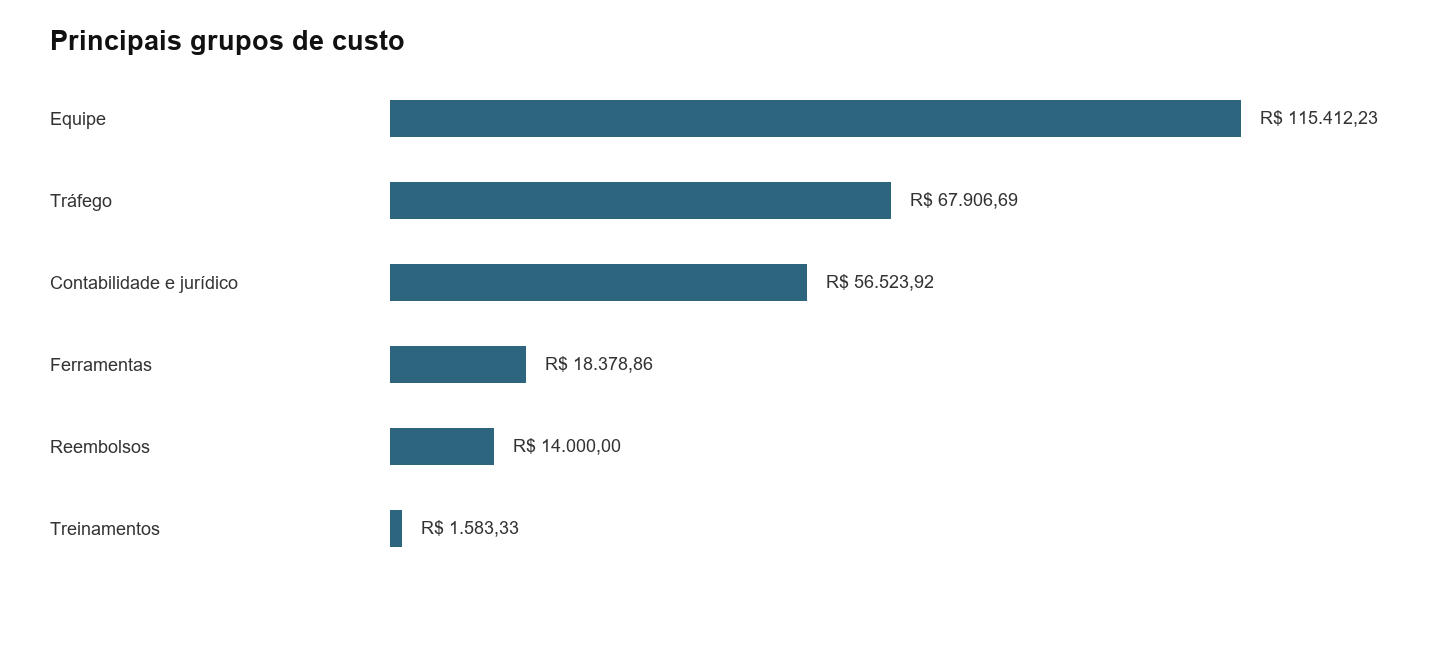 Principais grupos de custo
Equipe R$ 115.412,23
Tráfego R$ 67.906,69
Contabilidade e jurídico R$ 56.523,92
Ferramentas R$ 18.378,86
Reembolsos R$ 14.000,00
Treinamentos R$ 1.583,33